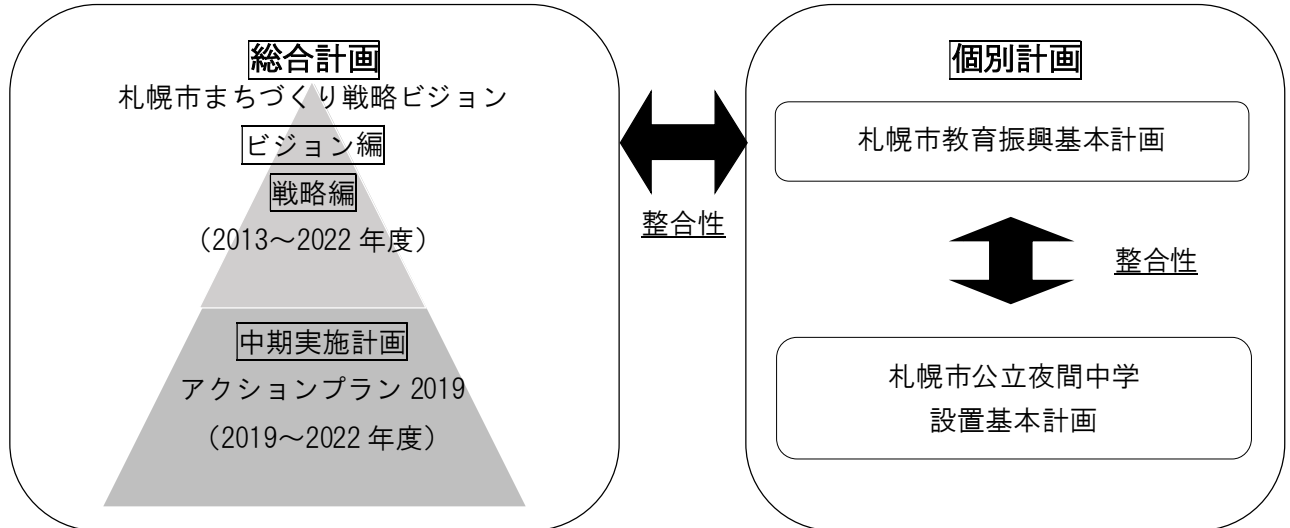 総合計画
札幌市まちづくり戦略ビジョン
ビジョン編
戦略編
（2013～2022 年度）
中期実施計画
アクションプラン 2019
（2019～2022 年度）
整合性
個別計画
札幌市教育振興基本計画
整合性
札幌市公立夜間中学
設置基本計画